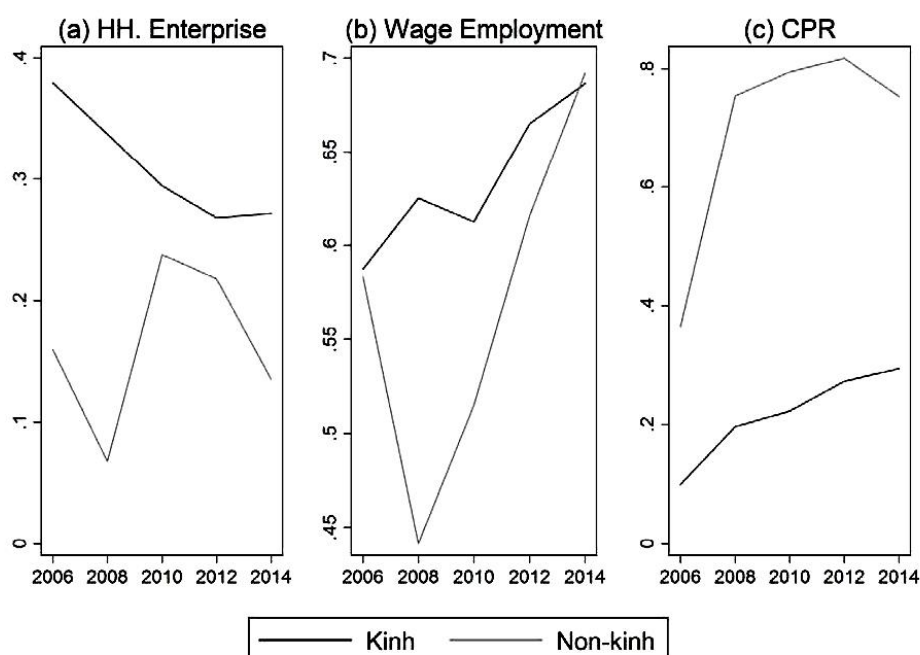 (a) HH. Enterprise
(b) Wage Employment
(c) CPR
.4
.3
.2
.1
0
2006 2008 2010 2012 2014
.7
.65
.6
.55
.5
.45
2006 2008 2010 2012 2014
.8
.6
.4
.2
0
2006 2008 2010 2012 2014
Kinh
Non-kinh